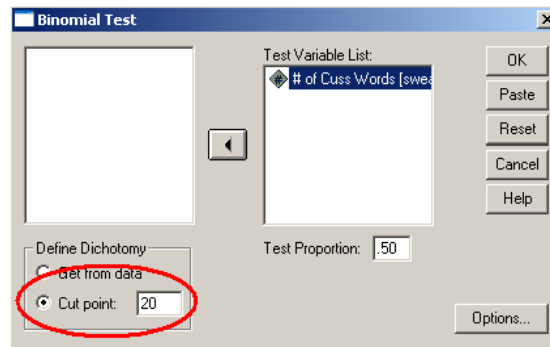 Binomial Test
Test Variable List:
# of Cuss Words [swea
OK
Paste
Reset
Cancel
Help
Define Dichotomy
Get from data
Cut point: 20
Test Proportion: .50
Options...